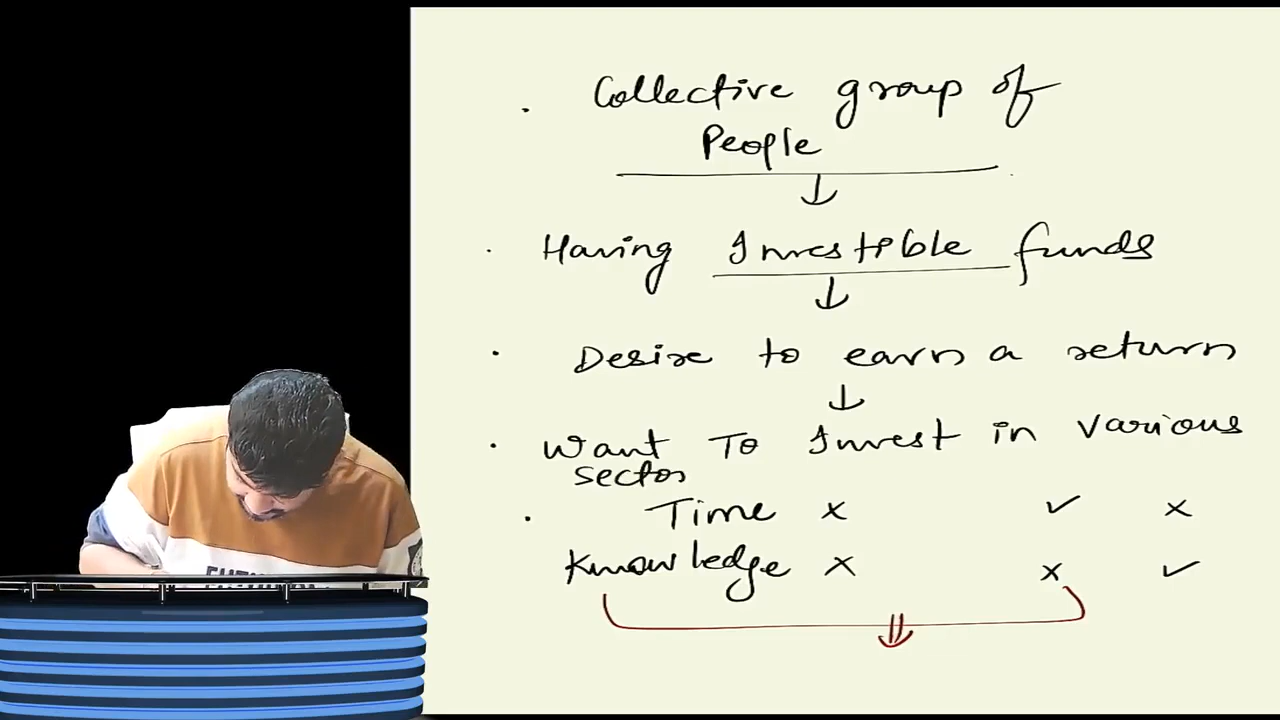 . Collective group of
People
↓
. Having Investible funds
↓
. Desire to earn a return
↓
. Want To Invest in various
sector
. Time × ✓ ×
Knowledge × × ✓
⇓